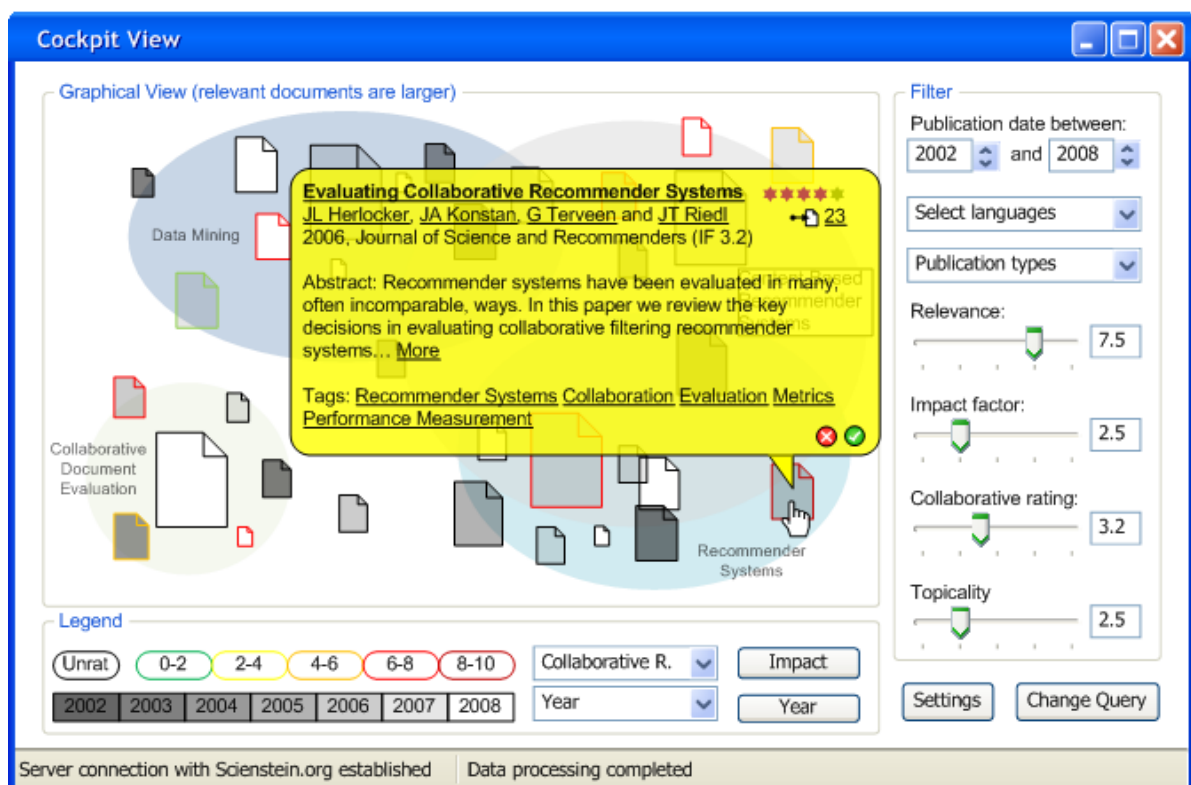 Cockpit View
Graphical View (relevant documents are larger)
Data Mining
Evaluating Collaborative Recommender Systems
JL Herlocker, JA Konstan, G Terveen and JT Riedl
23
2006, Journal of Science and Recommenders (IF 3.2)
Abstract: Recommender systems have been evaluated in many,
often incomparable, ways. In this paper we review the key
decisions in evaluating collaborative filtering recommender
systems... More
Tags: Recommender Systems Collaboration Evaluation Metrics
Performance Measurement
Content Based
Recommender
Systems
Collaborative
Document
Evaluation
Recommender
Systems
Legend
Unrat
0-2
2-4
4-6
6-8
8-10
Collaborative R.
Impact
2002
2003
2004
2005
2006
2007
2008
Year
Year
Filter
Publication date between:
2002 and 2008
Select languages
Publication types
Relevance:
7.5
Impact factor:
2.5
Collaborative rating:
3.2
Topicality
2.5
Settings
Change Query
Server connection with Scienstein.org established
Data processing completed